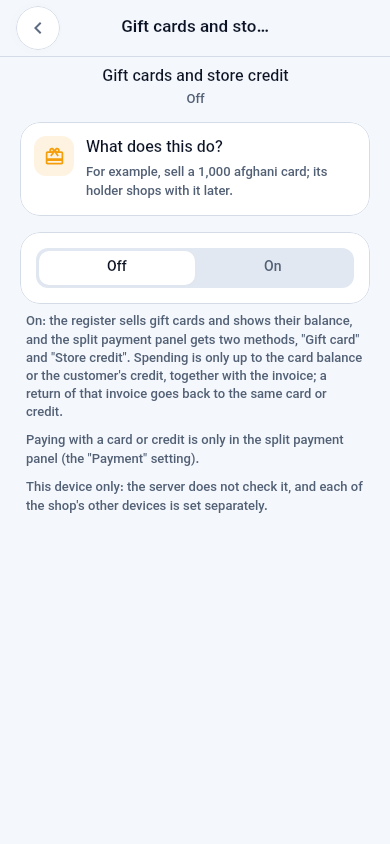 Gift cards and sto…
Gift cards and store credit
Off
What does this do?
For example, sell a 1,000 afghani card; its
holder shops with it later.
Off
On
On: the register sells gift cards and shows their balance,
and the split payment panel gets two methods, "Gift card"
and "Store credit". Spending is only up to the card balance
or the customer's credit, together with the invoice; a
return of that invoice goes back to the same card or
credit.
Paying with a card or credit is only in the split payment
panel (the "Payment" setting).
This device only: the server does not check it, and each of
the shop's other devices is set separately.